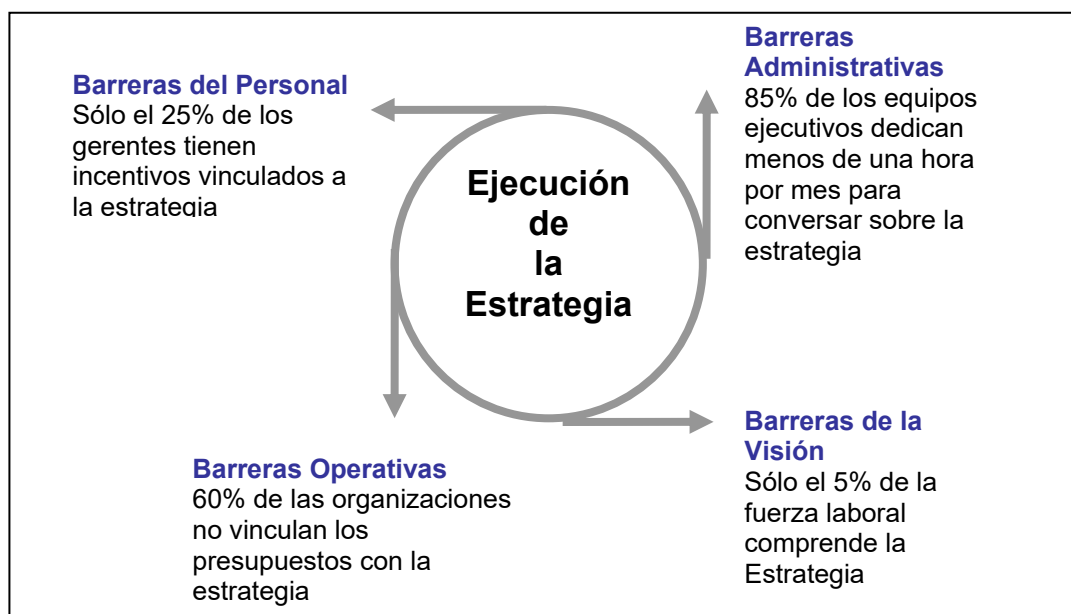 Barreras del Personal
Sólo el 25% de los
gerentes tienen
incentivos vinculados a
la estrategia
Barreras
Administrativas
85% de los equipos
ejecutivos dedican
menos de una hora
por mes para
conversar sobre la
estrategia
Ejecución
de
la
Estrategia
Barreras Operativas
60% de las organizaciones
no vinculan los
presupuestos con la
estrategia
Barreras de la
Visión
Sólo el 5% de la
fuerza laboral
comprende la
Estrategia